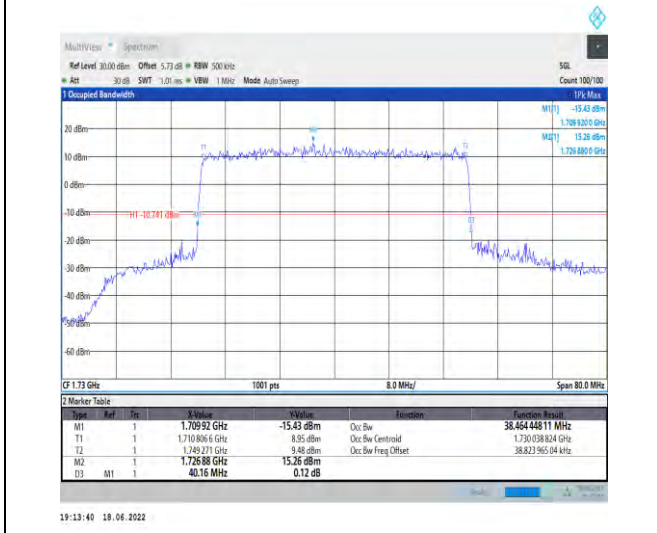 MultiView Spectrum
Ref Level 30.00 dBm Offset 5.73 dB RBW 500 kHz SGL
Att 30 dB SWT 1.01 ms VBW 1 MHz Mode Auto Sweep Count 100/100
1 Occupied Bandwidth 1Pk Max
M1[1] -15.43 dBm
1.709 920 0 GHz
M2[1] 15.26 dBm
1.726 880 0 GHz
20 dBm
10 dBm
0 dBm
-10 dBm
H1 -10.741 dBm
-20 dBm
-30 dBm
-40 dBm
-50 dBm
-60 dBm
T1
M2
T2
M1
D3
CF 1.73 GHz 1001 pts 8.0 MHz/ Span 80.0 MHz
2 Marker Table
Type Ref Trc X-Value Y-Value Function Function Result
M1 1 1.709 92 GHz -15.43 dBm Occ Bw 38.464 448 11 MHz
T1 1 1.710 806 6 GHz 8.95 dBm Occ Bw Centroid 1.730 038 824 GHz
T2 1 1.749 271 GHz 9.48 dBm Occ Bw Freq Offset 38.823 965 04 kHz
M2 1 1.726 88 GHz 15.26 dBm
D3 M1 1 40.16 MHz 0.12 dB
19:13:40 18.06.2022